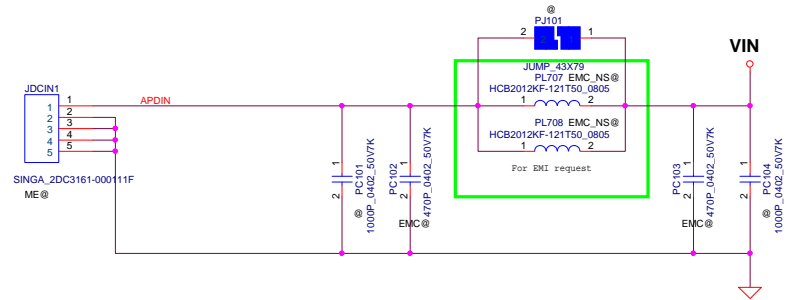 @
PJ101
2 1
JUMP_43X79
VIN
JDCIN1
1 1 APDIN
2 2
3 3
4 4
5 5
SINGA_2DC3161-000111F
ME@
PL707 EMC_NS@
HCB2012KF-121T50_0805
1 2
PL708 EMC_NS@
HCB2012KF-121T50_0805
1 2
For EMI request
1 2
PC101
1000P_0402_50V7K
@
1 2
PC102
470P_0402_50V7K
EMC@
1 2
PC103
470P_0402_50V7K
EMC@
1 2
PC104
1000P_0402_50V7K
@